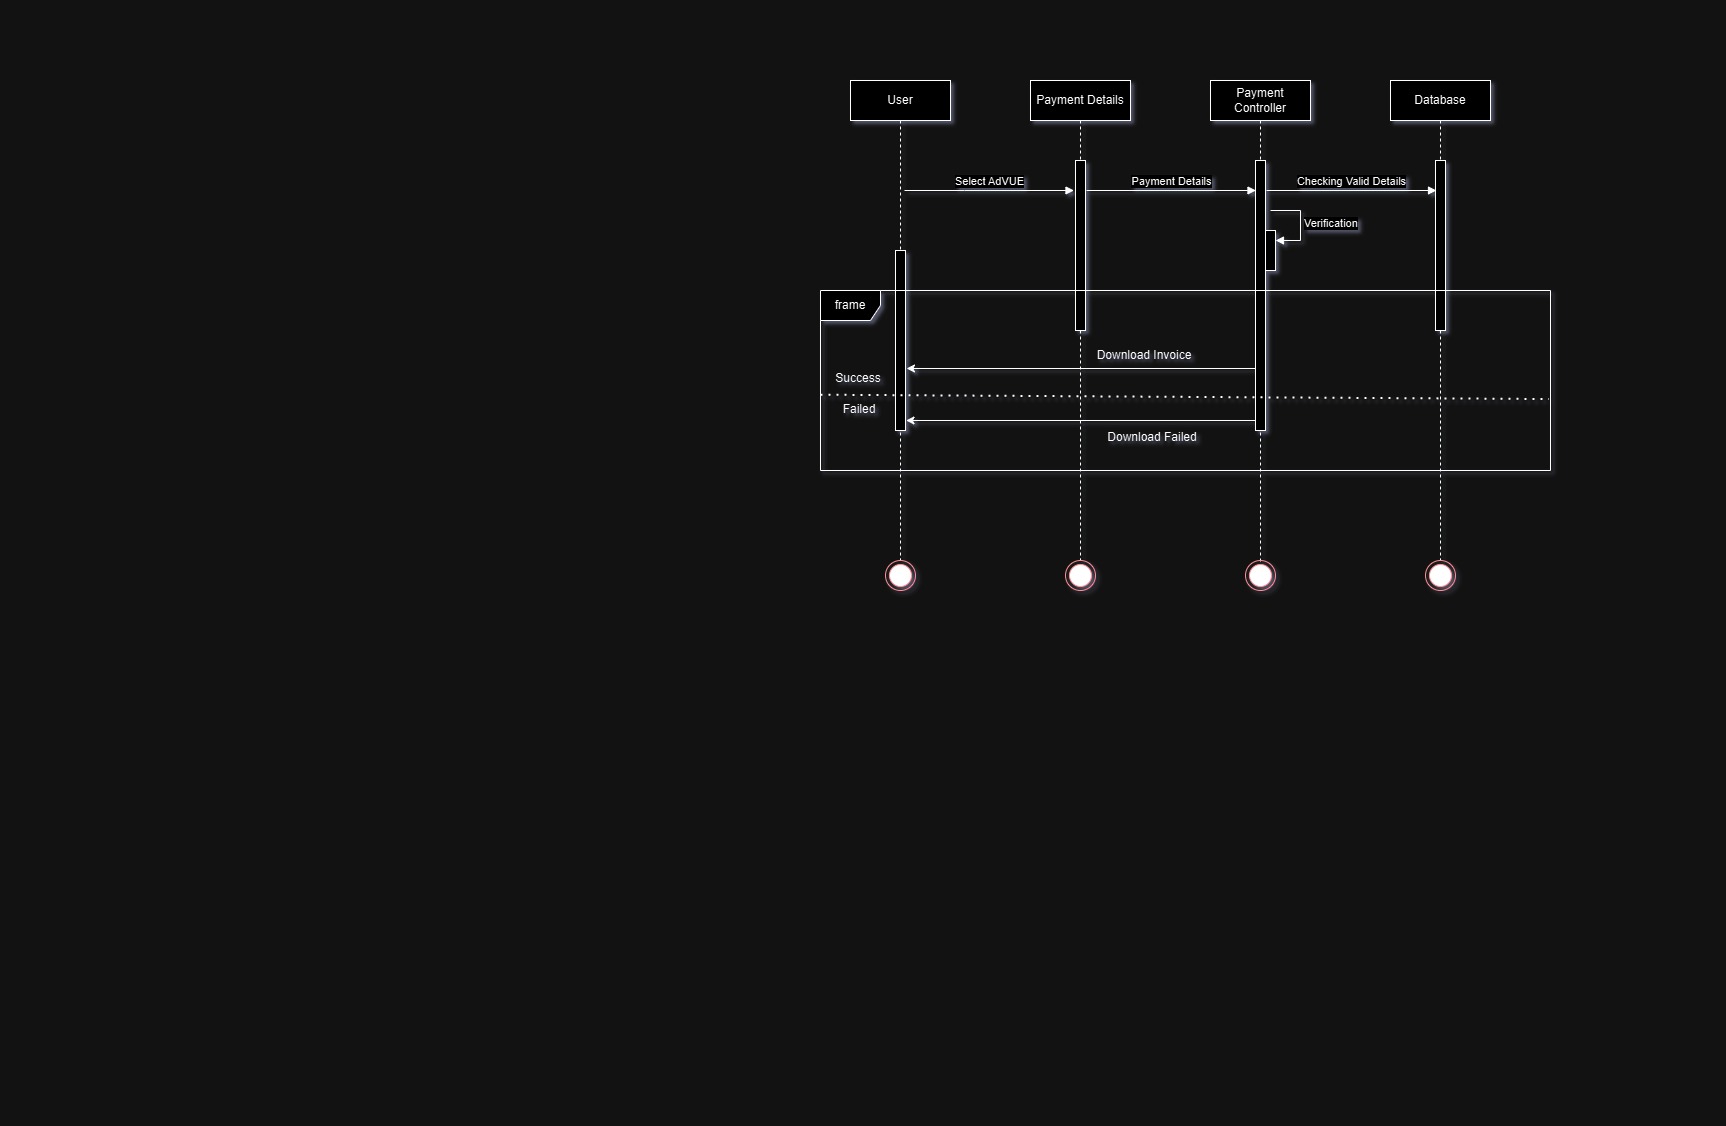 User
Payment Details
Payment
Controller
Database
Select AdVUE
Payment Details
Checking Valid Details
Verification
frame
Download Invoice
Success
Failed
Download Failed